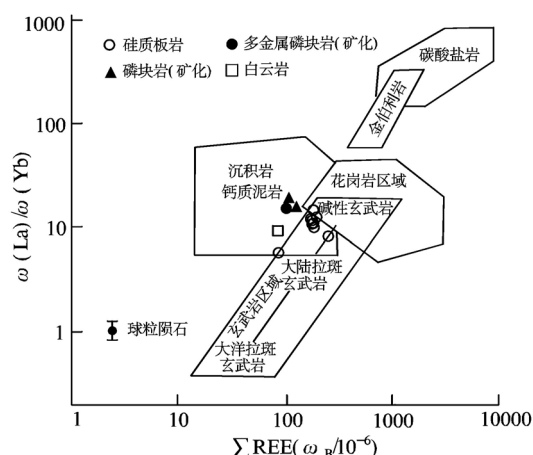 ○ 硅质板岩 ● 多金属磷块岩(矿化)
▲ 磷块岩(矿化) □ 白云岩
碳酸盐岩
金伯利岩
沉积岩
钙质泥岩
花岗岩区域
碱性玄武岩
大陆拉斑
玄武岩
玄武岩区域
大洋拉斑
玄武岩
球粒陨石
ω(La)/ω(Yb)
1000
100
10
1
1
10
100
1000
10000
∑REE(ωB/10-6)